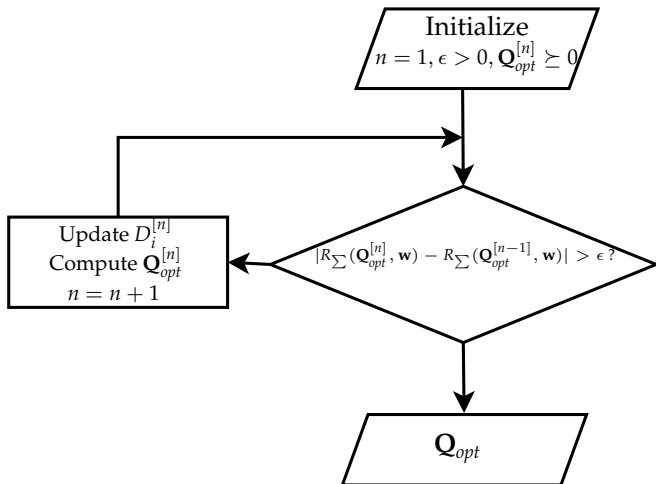 Initialize
n = 1, ϵ > 0, Q_{opt}^{[n]} ⪰ 0
|R_∑(Q_{opt}^{[n]}, w) − R_∑(Q_{opt}^{[n−1]}, w)| > ϵ ?
Update D_i^{[n]}
Compute Q_{opt}^{[n]}
n = n + 1
Q_{opt}